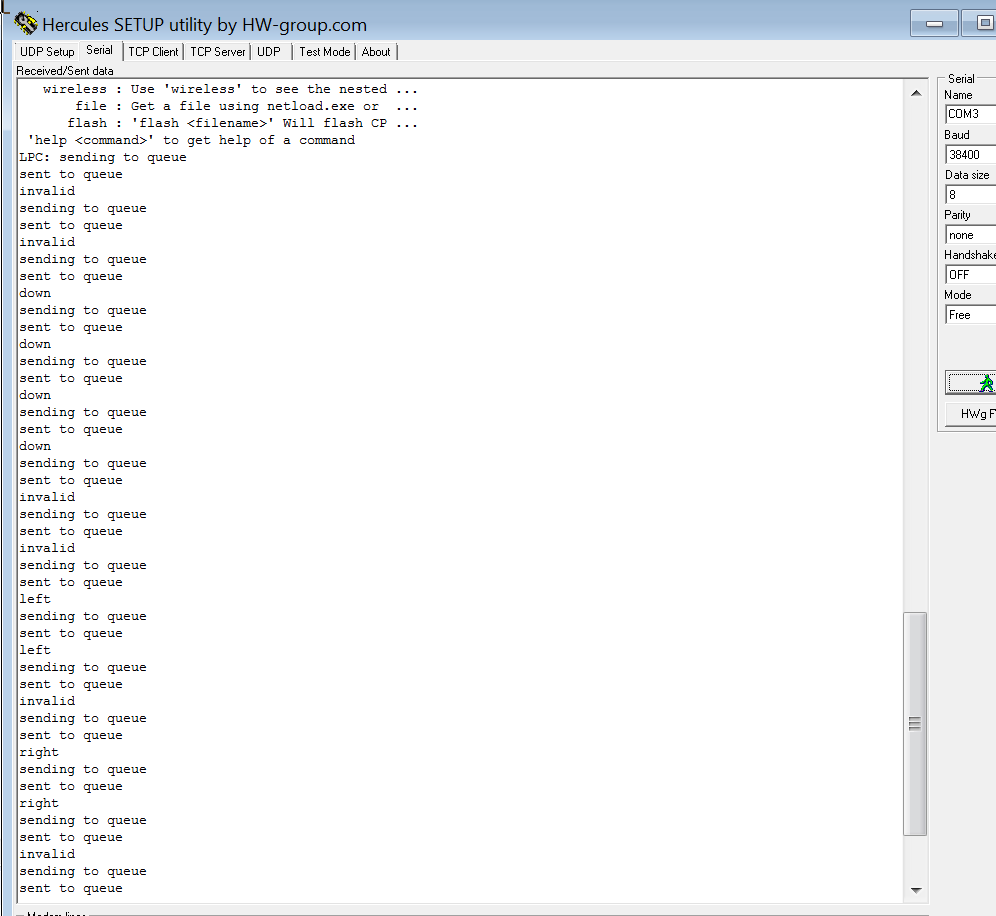 Hercules SETUP utility by HW-group.com
UDP Setup Serial TCP Client TCP Server UDP Test Mode About
Received/Sent data
wireless : Use 'wireless' to see the nested ...
file : Get a file using netload.exe or ...
flash : 'flash <filename>' Will flash CP ...
'help <command>' to get help of a command
LPC: sending to queue
sent to queue
invalid
sending to queue
sent to queue
invalid
sending to queue
sent to queue
down
sending to queue
sent to queue
down
sending to queue
sent to queue
down
sending to queue
sent to queue
down
sending to queue
sent to queue
invalid
sending to queue
sent to queue
invalid
sending to queue
sent to queue
left
sending to queue
sent to queue
left
sending to queue
sent to queue
invalid
sending to queue
sent to queue
right
sending to queue
sent to queue
right
sending to queue
sent to queue
invalid
sending to queue
sent to queue
Serial
Name
COM3
Baud
38400
Data size
8
Parity
none
Handshake
OFF
Mode
Free
HWg F